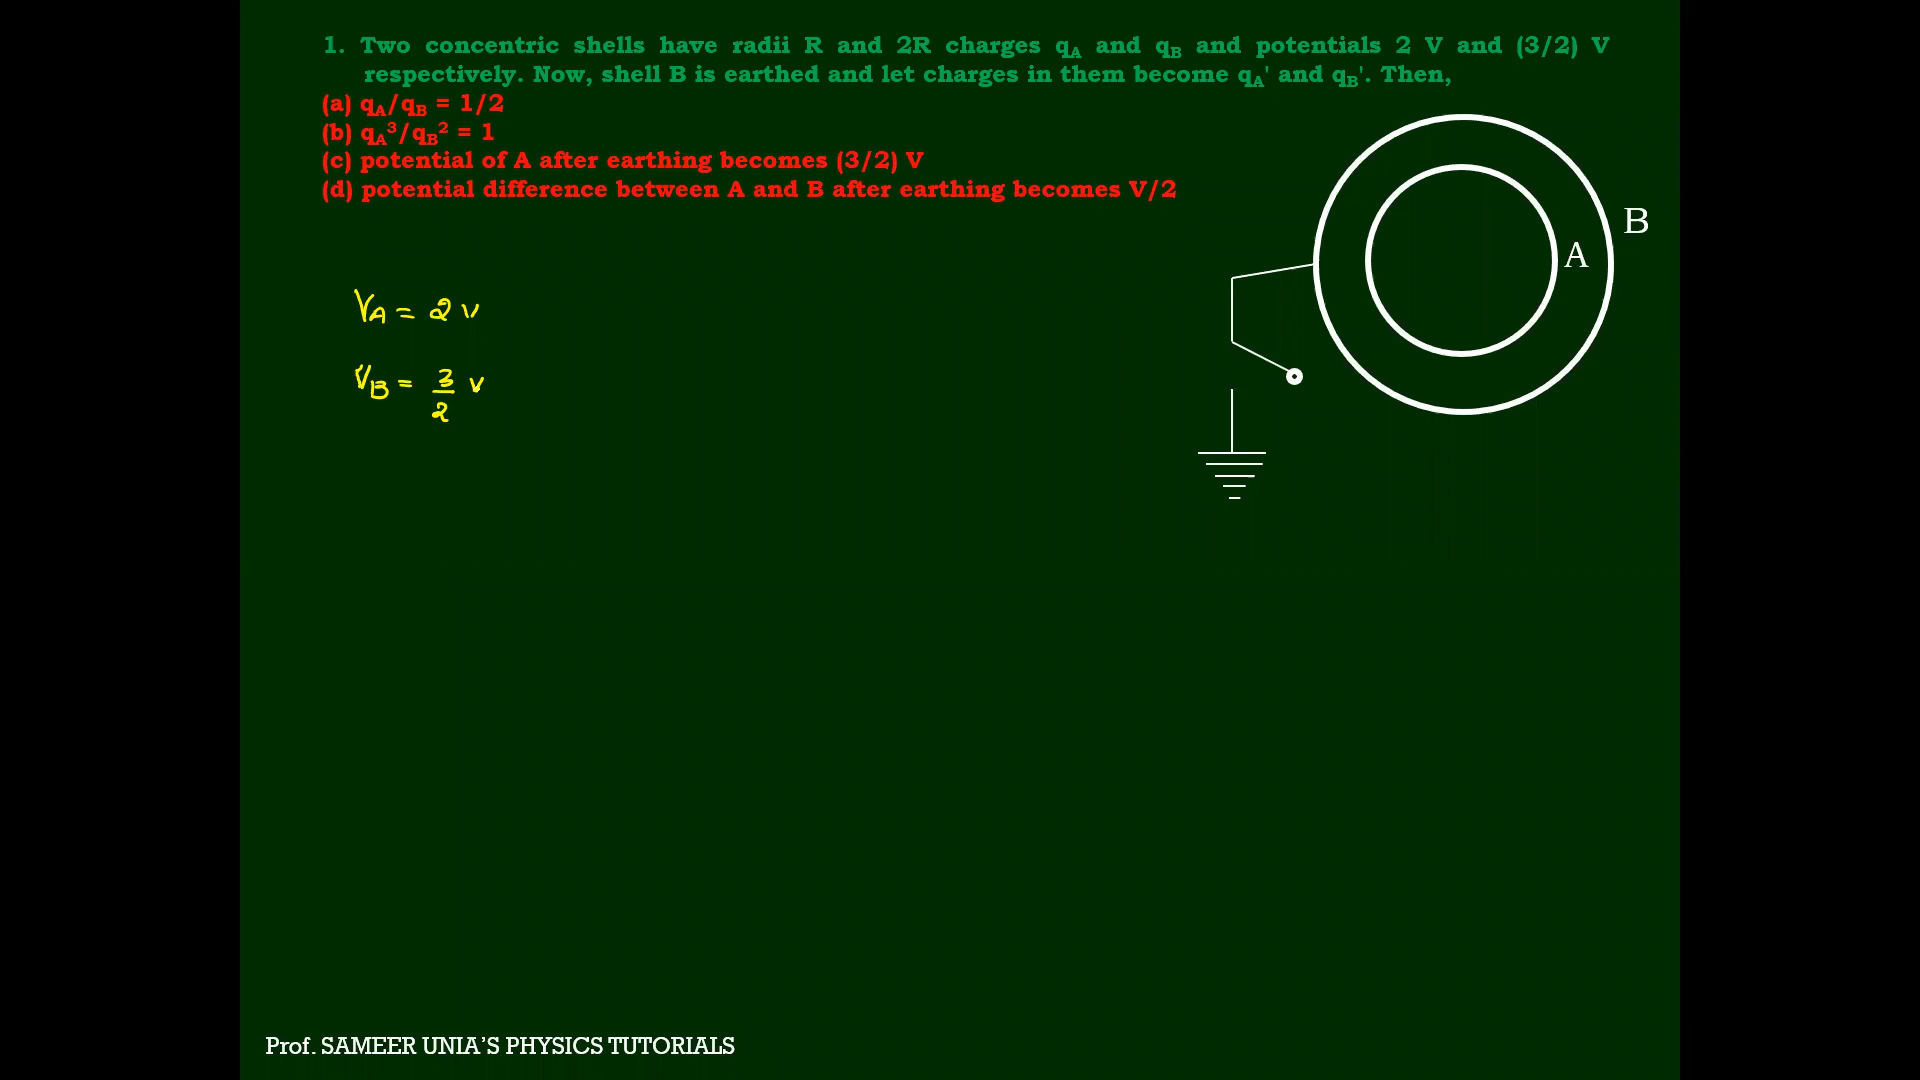 1. Two concentric shells have radii R and 2R charges qA and qB and potentials 2 V and (3/2) V
respectively. Now, shell B is earthed and let charges in them become qA' and qB'. Then,
(a) qA/qB = 1/2
(b) qA³/qB² = 1
(c) potential of A after earthing becomes (3/2) V
(d) potential difference between A and B after earthing becomes V/2
B
A
VA = 2 V
VB = 3/2 V
Prof. SAMEER UNIA'S PHYSICS TUTORIALS